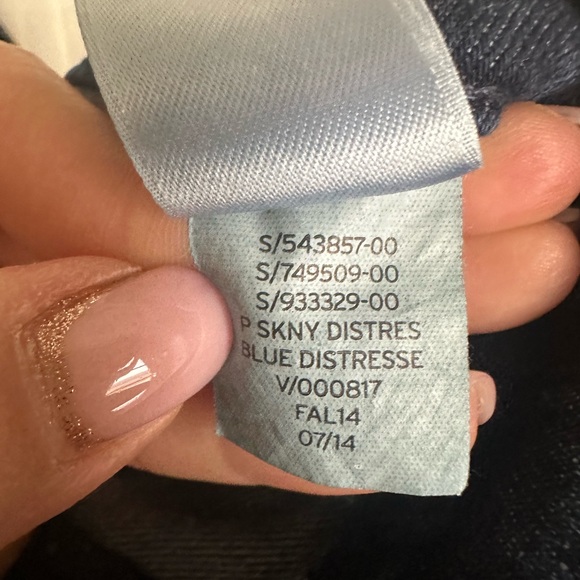 S/543857-00
S/749509-00
S/933329-00
P SKNY DISTRES
BLUE DISTRESSE
V/000817
FAL14
07/14